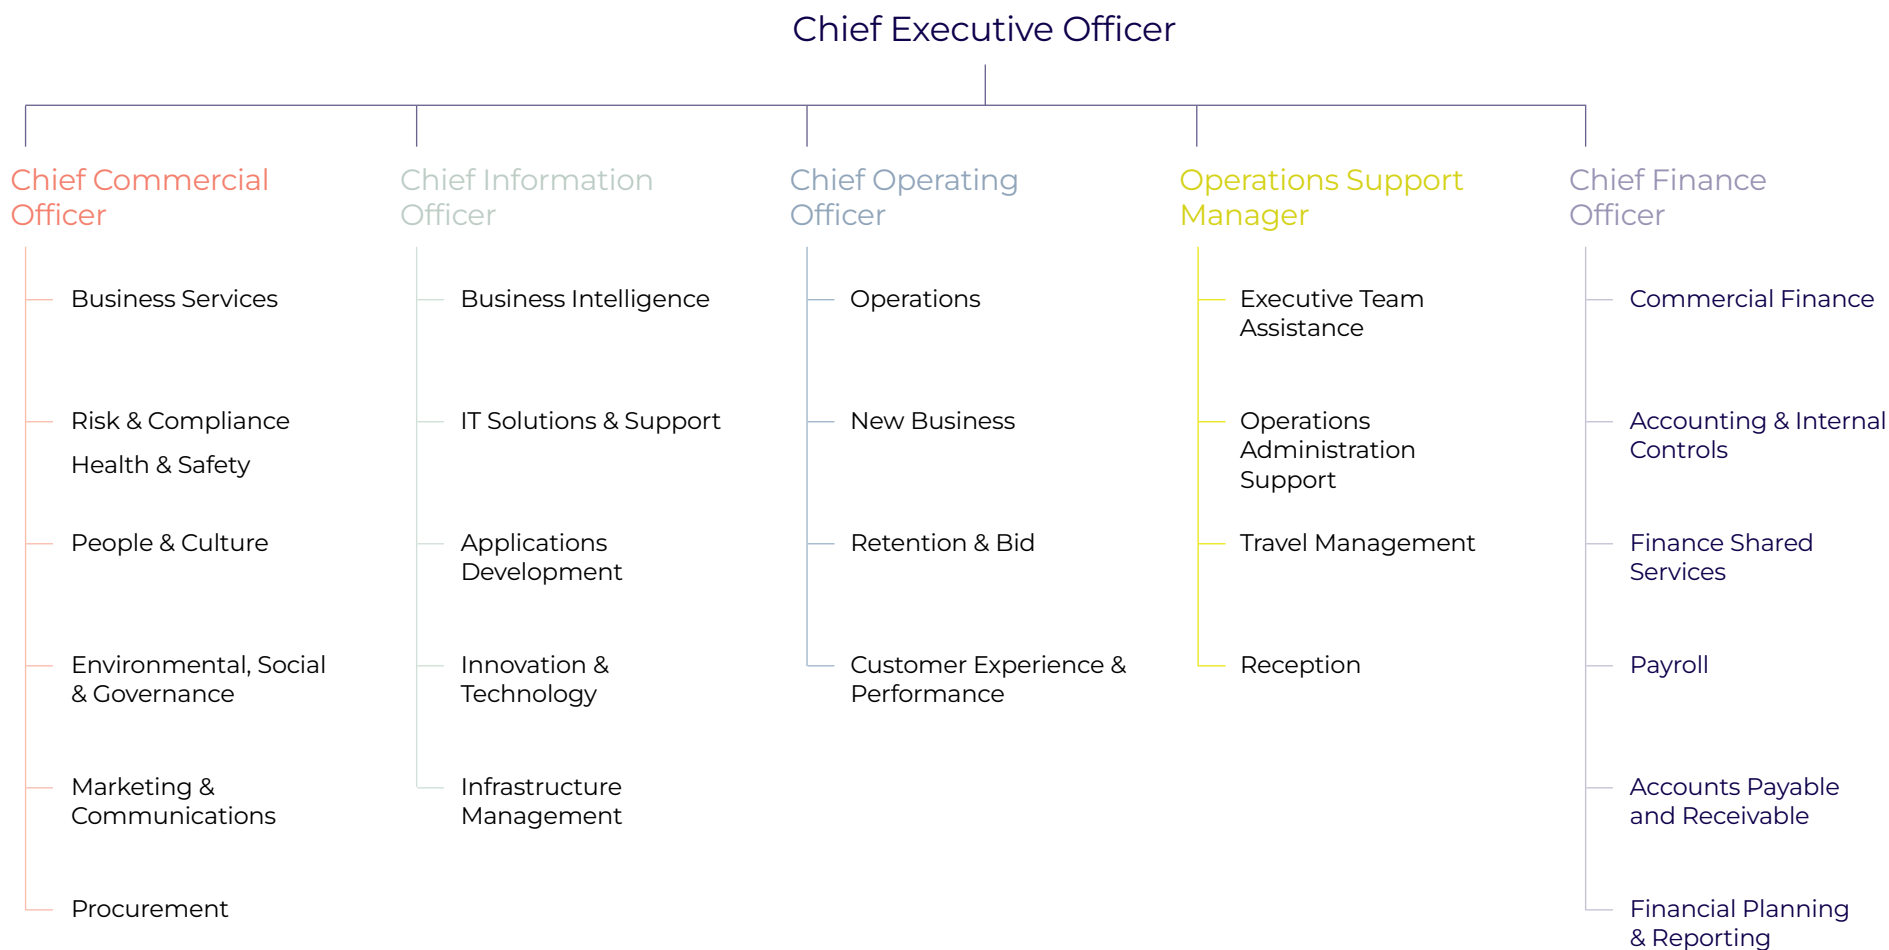 Chief Executive Officer
Chief Commercial
Officer
Business Services
Risk & Compliance
Health & Safety
People & Culture
Environmental, Social
& Governance
Marketing &
Communications
Procurement
Chief Information
Officer
Business Intelligence
IT Solutions & Support
Applications
Development
Innovation &
Technology
Infrastructure
Management
Chief Operating
Officer
Operations
New Business
Retention & Bid
Customer Experience &
Performance
Operations Support
Manager
Executive Team
Assistance
Operations
Administration
Support
Travel Management
Reception
Chief Finance
Officer
Commercial Finance
Accounting & Internal
Controls
Finance Shared
Services
Payroll
Accounts Payable
and Receivable
Financial Planning
& Reporting